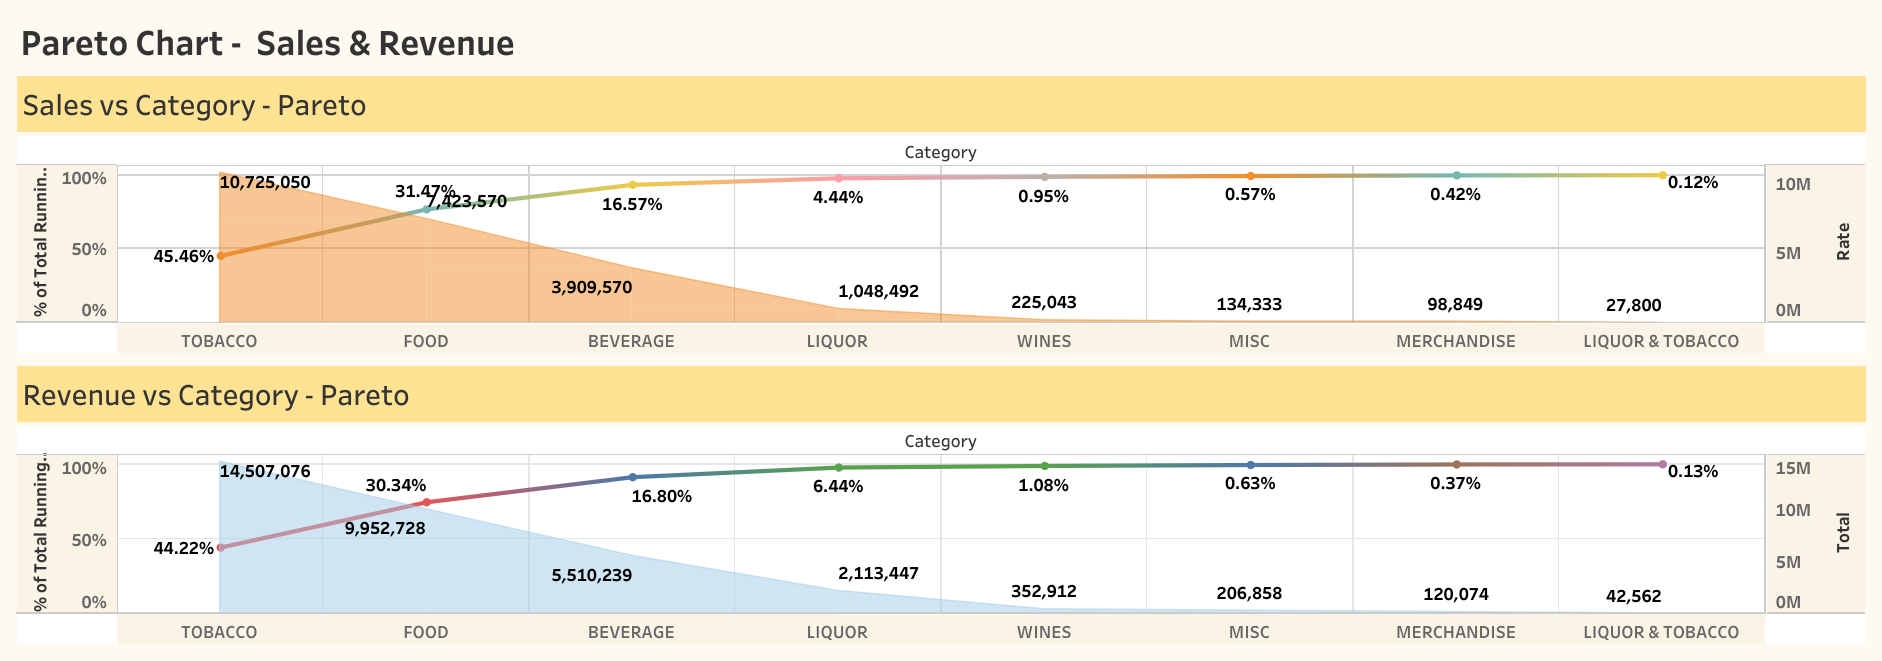 Pareto Chart - Sales & Revenue
Sales vs Category - Pareto
Category
% of Total Runnin..
100%
50%
0%
10,725,050
31.47%
7,423,570
45.46%
16.57%
3,909,570
4.44%
1,048,492
0.95%
225,043
0.57%
134,333
0.42%
98,849
0.12%
27,800
10M
5M
0M
Rate
TOBACCO FOOD BEVERAGE LIQUOR WINES MISC MERCHANDISE LIQUOR & TOBACCO
Revenue vs Category - Pareto
Category
% of Total Running..
100%
50%
0%
14,507,076
44.22%
30.34%
9,952,728
16.80%
5,510,239
6.44%
2,113,447
1.08%
352,912
0.63%
206,858
0.37%
120,074
0.13%
42,562
15M
10M
5M
0M
Total
TOBACCO FOOD BEVERAGE LIQUOR WINES MISC MERCHANDISE LIQUOR & TOBACCO